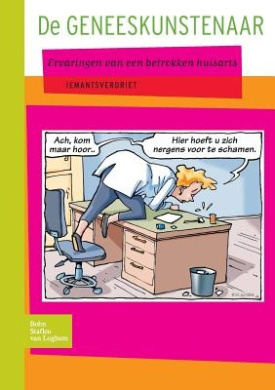 De GENEESKUNSTENAAR
Ervaringen van een betrokken huisarts
IEMANTSVERDRIET
Ach, kom
maar hoor..
Hier hoeft u zich
nergens voor te schamen.
Bohn
Stafleu
van Loghum